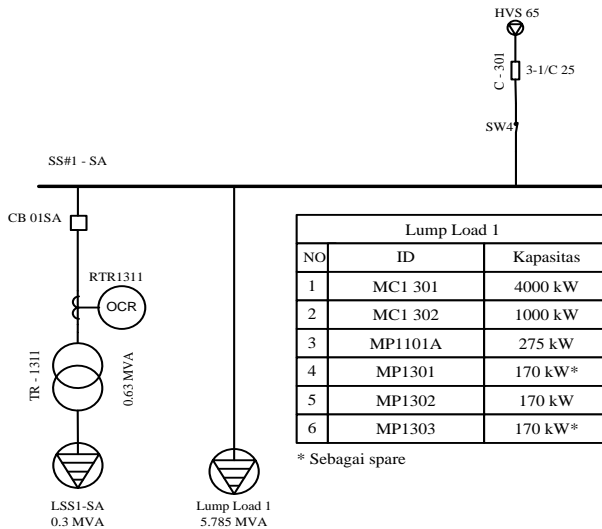 HVS 65
C - 301
3-1/C 25
SW4
SS#1 - SA
CB 01SA
RTR1311
OCR
TR - 1311
0.63 MVA
LSS1-SA
0.3 MVA
Lump Load 1
5.785 MVA
Lump Load 1
NO ID Kapasitas
1 MC1 301 4000 kW
2 MC1 302 1000 kW
3 MP1101A 275 kW
4 MP1301 170 kW*
5 MP1302 170 kW
6 MP1303 170 kW*
* Sebagai spare